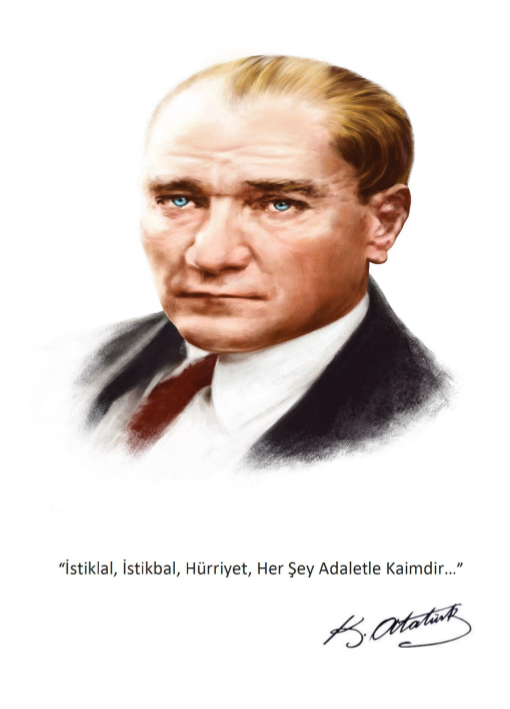 “İstiklal, İstikbal, Hürriyet, Her Şey Adaletle Kaimdir...”
K. Atatürk